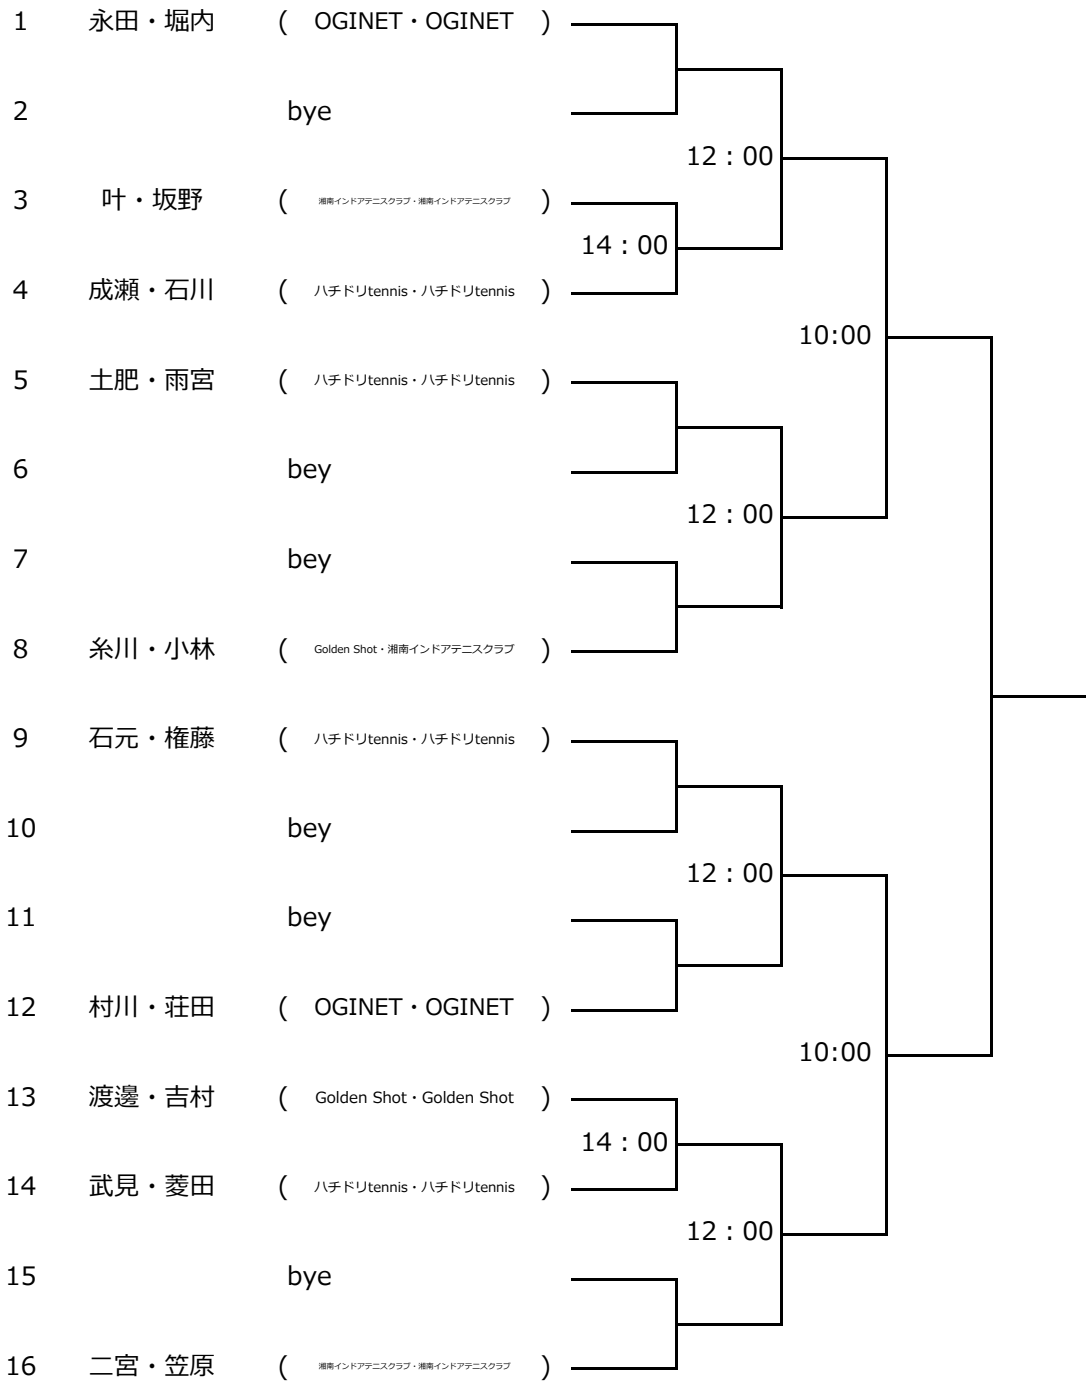 1 永田・堀内 ( OGINET・OGINET )
2 bye
12：00
3 叶・坂野 ( 湘南インドアテニスクラブ・湘南インドアテニスクラブ )
14：00
4 成瀬・石川 ( ハチドリtennis・ハチドリtennis )
10:00
5 土肥・雨宮 ( ハチドリtennis・ハチドリtennis )
6 bey
12：00
7 bey
8 糸川・小林 ( Golden Shot・湘南インドアテニスクラブ )
9 石元・権藤 ( ハチドリtennis・ハチドリtennis )
10 bey
12：00
11 bey
12 村川・荘田 ( OGINET・OGINET )
10:00
13 渡邊・吉村 ( Golden Shot・Golden Shot )
14：00
14 武見・菱田 ( ハチドリtennis・ハチドリtennis )
12：00
15 bye
16 二宮・笠原 ( 湘南インドアテニスクラブ・湘南インドアテニスクラブ )